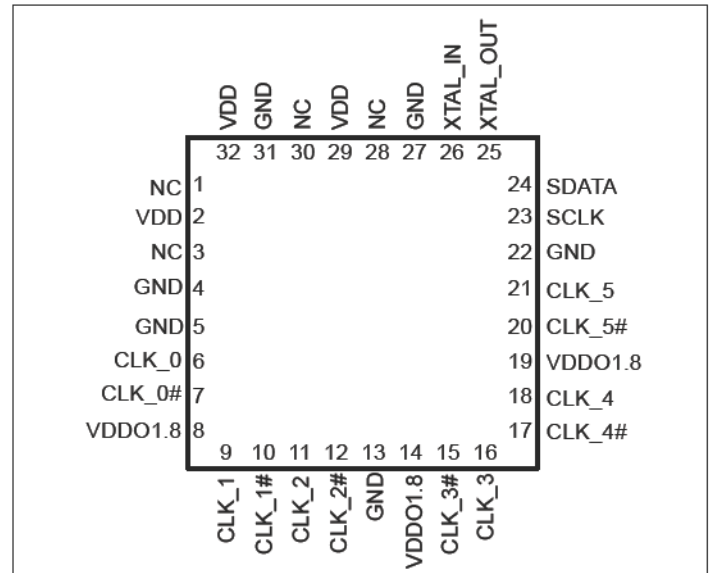 VDD GND NC VDD NC GND XTAL_IN XTAL_OUT
32 31 30 29 28 27 26 25
NC 1 24 SDATA
VDD 2 23 SCLK
NC 3 22 GND
GND 4 21 CLK_5
GND 5 20 CLK_5#
CLK_0 6 19 VDDO1.8
CLK_0# 7 18 CLK_4
VDDO1.8 8 17 CLK_4#
9 10 11 12 13 14 15 16
CLK_1 CLK_1# CLK_2 CLK_2# GND VDDO1.8 CLK_3# CLK_3